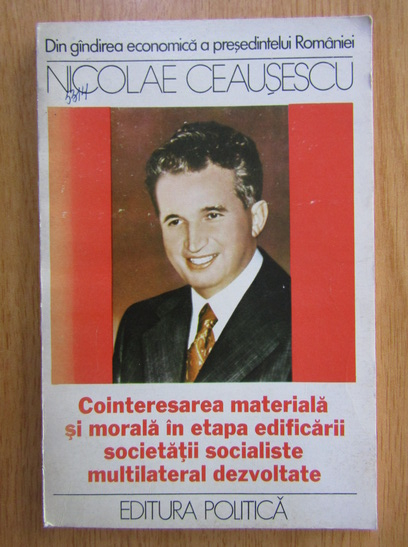 Din gîndirea economică a președintelui României
NICOLAE CEAUȘESCU
5314
Cointeresarea materială
și morală în etapa edificării
societății socialiste
multilateral dezvoltate
EDITURA POLITICĂ